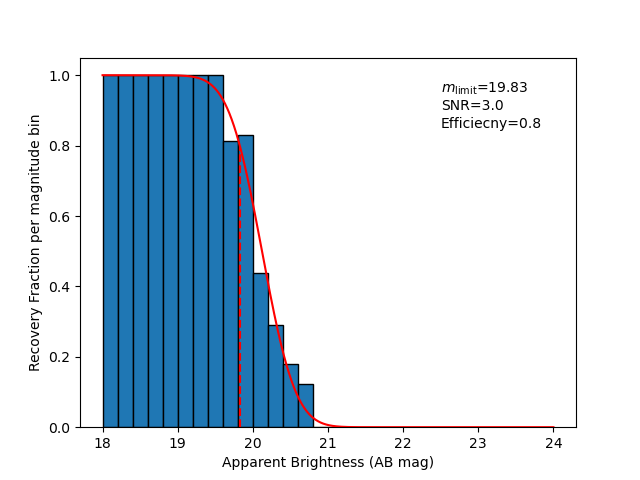 1.0
0.8
0.6
0.4
0.2
0.0
Recovery Fraction per magnitude bin
m_limit=19.83
SNR=3.0
Efficiecny=0.8
18 19 20 21 22 23 24
Apparent Brightness (AB mag)